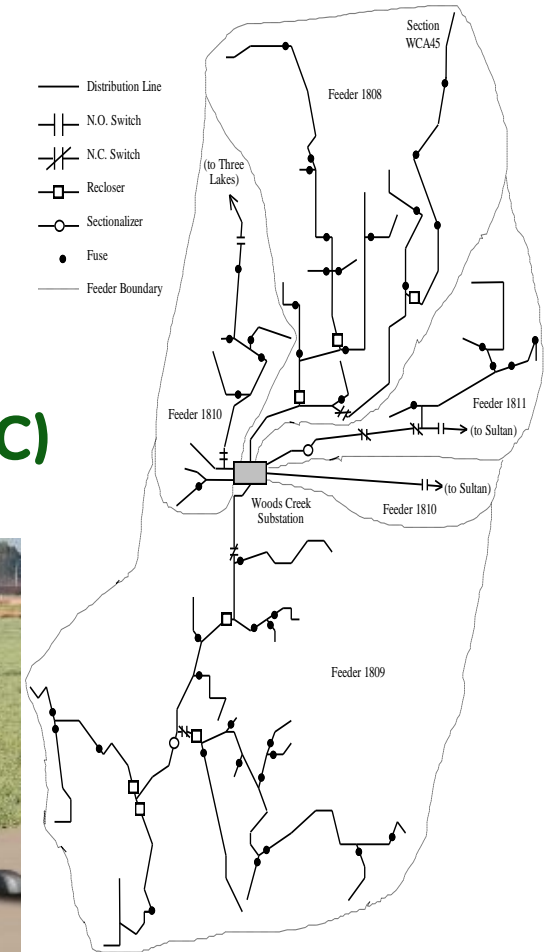 Section
WCA45
Distribution Line
N.O. Switch
N.C. Switch
Recloser
Sectionalizer
Fuse
Feeder Boundary
Feeder 1808
(to Three
Lakes)
Feeder 1810
Feeder 1811
(to Sultan)
(to Sultan)
Feeder 1810
Woods Creek
Substation
C)
Feeder 1809